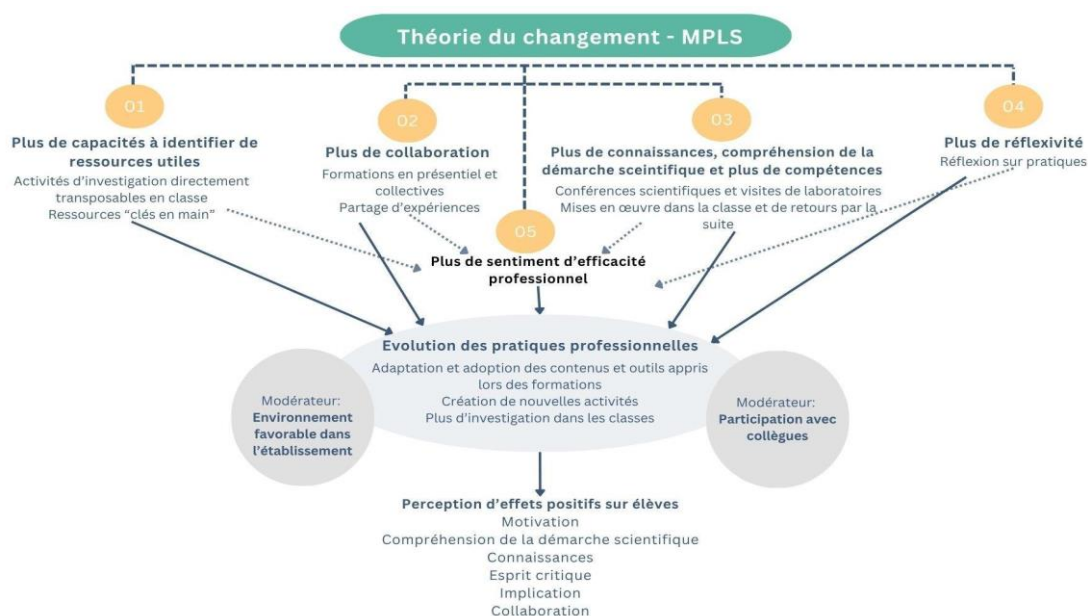 Théorie du changement - MPLS
01
Plus de capacités à identifier de
ressources utiles
Activités d'investigation directement
transposables en classe
Ressources "clés en main"
02
Plus de collaboration
Formations en présentiel et
collectives
Partage d'expériences
03
Plus de connaissances, compréhension de la
démarche sceintifique et plus de compétences
Conférences scientifiques et visites de laboratoires
Mises en œuvre dans la classe et de retours par la
suite
04
Plus de réflexivité
Réflexion sur pratiques
05
Plus de sentiment d'efficacité
professionnel
Evolution des pratiques professionnelles
Adaptation et adoption des contenus et outils appris
lors des formations
Création de nouvelles activités
Plus d'investigation dans les classes
Modérateur:
Environnement
favorable dans
l'établissement
Modérateur:
Participation avec
collègues
Perception d'effets positifs sur élèves
Motivation
Compréhension de la démarche scientifique
Connaissances
Esprit critique
Implication
Collaboration